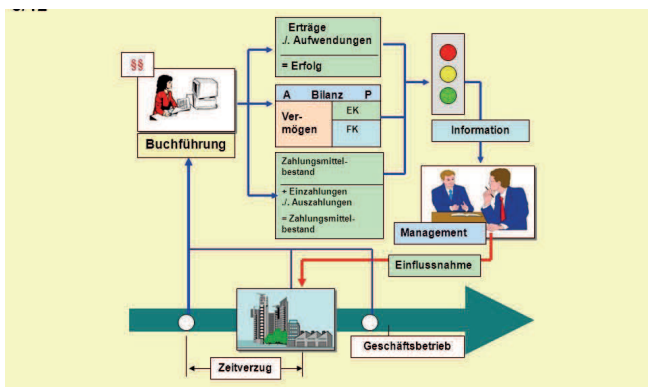 §§
Buchführung
Erträge
./. Aufwendungen
= Erfolg
A Bilanz P
Ver-
mögen
EK
FK
Zahlungsmittel-
bestand
+ Einzahlungen
./. Auszahlungen
= Zahlungsmittel-
bestand
Information
Management
Einflussnahme
Geschäftsbetrieb
Zeitverzug